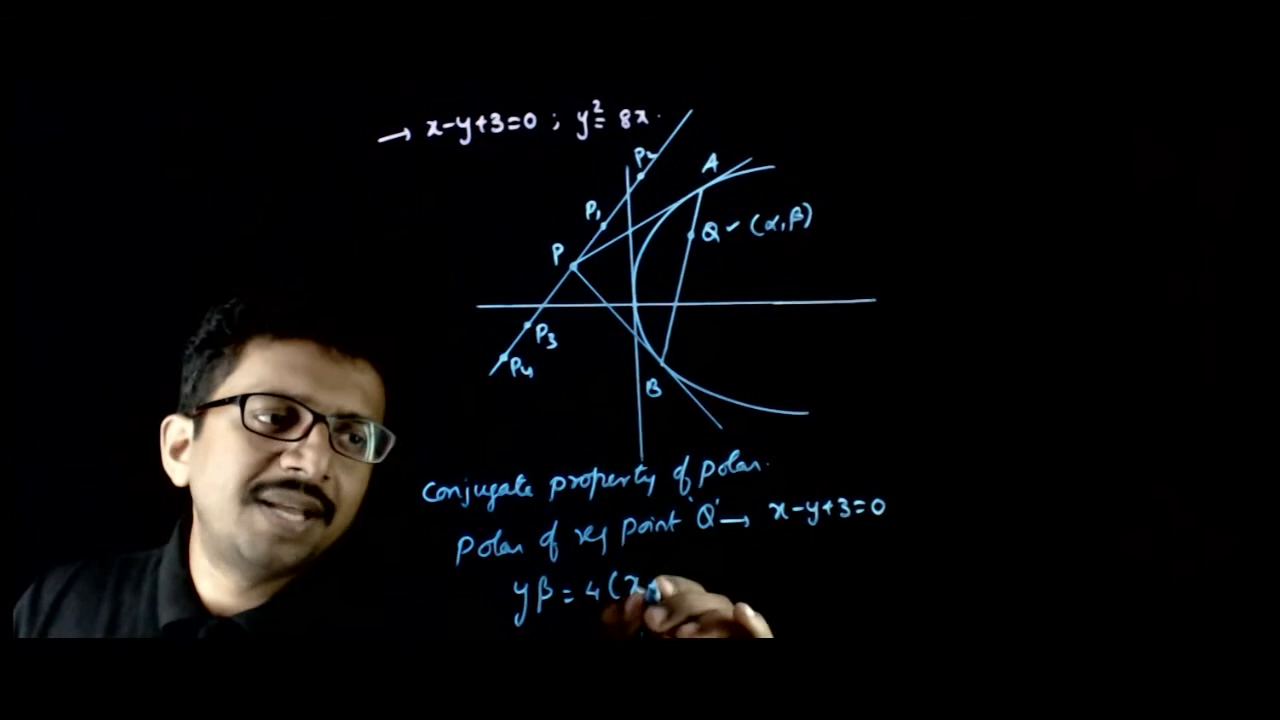 → x-y+3=0 ; y²= 8x.
P₂
A
P₁
Q (α,β)
P
P₃
P₄
B
Conjugate property of polar.
Polar of req point 'Q' → x-y+3=0
yβ = 4(x+